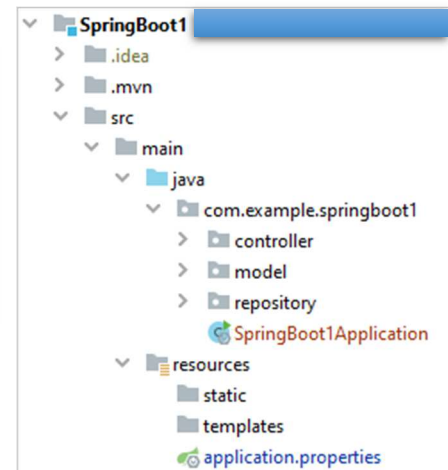 SpringBoot1
.idea
.mvn
src
main
java
com.example.springboot1
controller
model
repository
SpringBoot1Application
resources
static
templates
application.properties